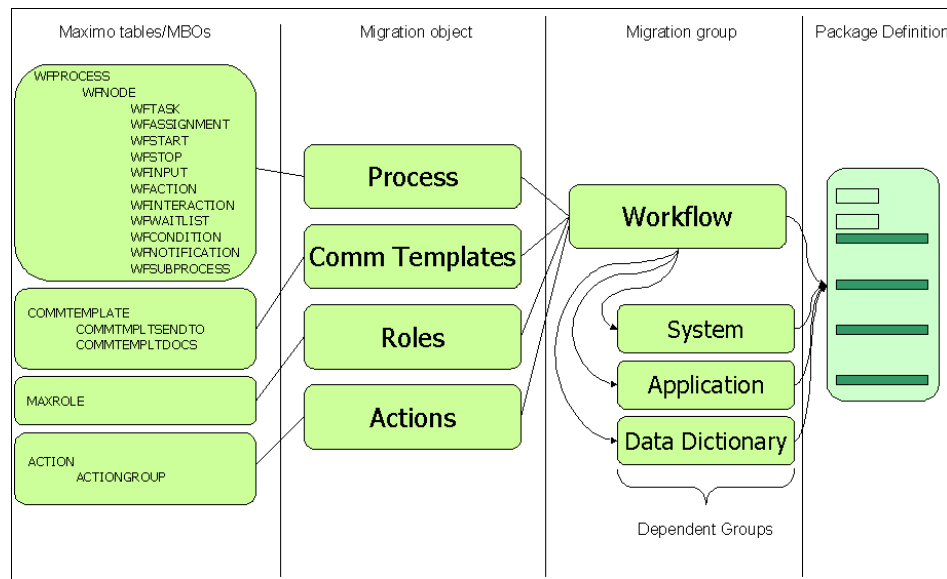 Maximo tables/MBOs
Migration object
Migration group
Package Definition
WFPROCESS
WFNODE
WFTASK
WFASSIGNMENT
WFSTART
WFSTOP
WFINPUT
WFACTION
WFINTERACTION
WFWAITLIST
WFCONDITION
WFNOTIFICATION
WFSUBPROCESS
COMMTEMPLATE
COMMTMPLTSENDTO
COMMTEMPLTDOCS
MAXROLE
ACTION
ACTIONGROUP
Process
Comm Templates
Roles
Actions
Workflow
System
Application
Data Dictionary
Dependent Groups